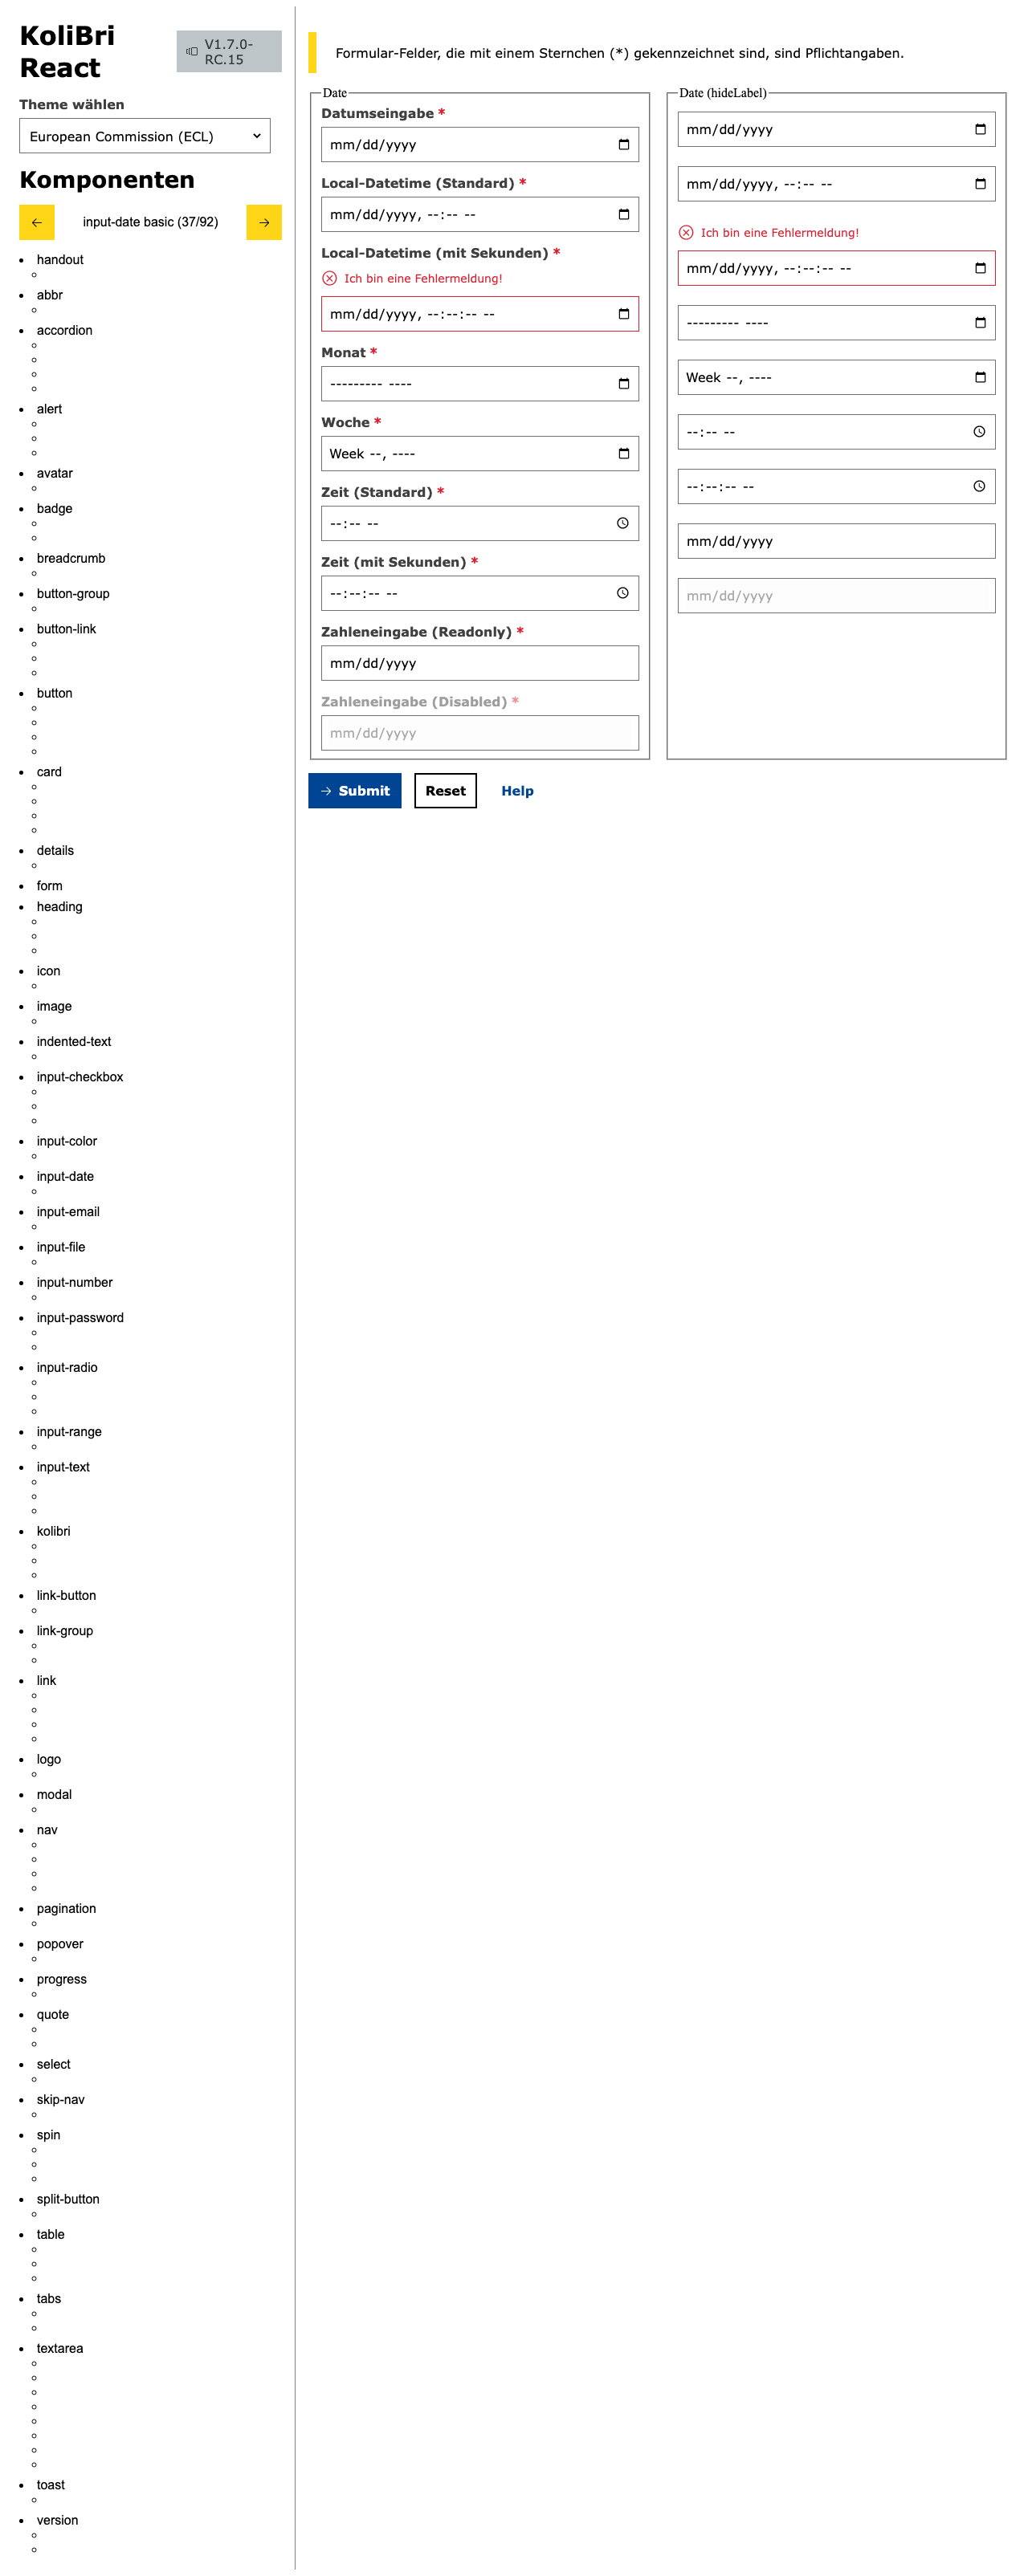 KoliBri
React
V1.7.0-
RC.15
Theme wählen
European Commission (ECL)
Komponenten
input-date basic (37/92)
handout
abbr
accordion
alert
avatar
badge
breadcrumb
button-group
button-link
button
card
details
form
heading
icon
image
indented-text
input-checkbox
input-color
input-date
input-email
input-file
input-number
input-password
input-radio
input-range
input-text
kolibri
link-button
link-group
link
logo
modal
nav
pagination
popover
progress
quote
select
skip-nav
spin
split-button
table
tabs
textarea
toast
version
Formular-Felder, die mit einem Sternchen (*) gekennzeichnet sind, sind Pflichtangaben.
Date
Datumseingabe *
mm/dd/yyyy
Local-Datetime (Standard) *
mm/dd/yyyy, --:-- --
Local-Datetime (mit Sekunden) *
Ich bin eine Fehlermeldung!
mm/dd/yyyy, --:--:-- --
Monat *
--------- ----
Woche *
Week --, ----
Zeit (Standard) *
--:-- --
Zeit (mit Sekunden) *
--:--:-- --
Zahleneingabe (Readonly) *
mm/dd/yyyy
Zahleneingabe (Disabled) *
mm/dd/yyyy
Date (hideLabel)
mm/dd/yyyy
mm/dd/yyyy, --:-- --
Ich bin eine Fehlermeldung!
mm/dd/yyyy, --:--:-- --
--------- ----
Week --, ----
--:-- --
--:--:-- --
mm/dd/yyyy
mm/dd/yyyy
Submit
Reset
Help